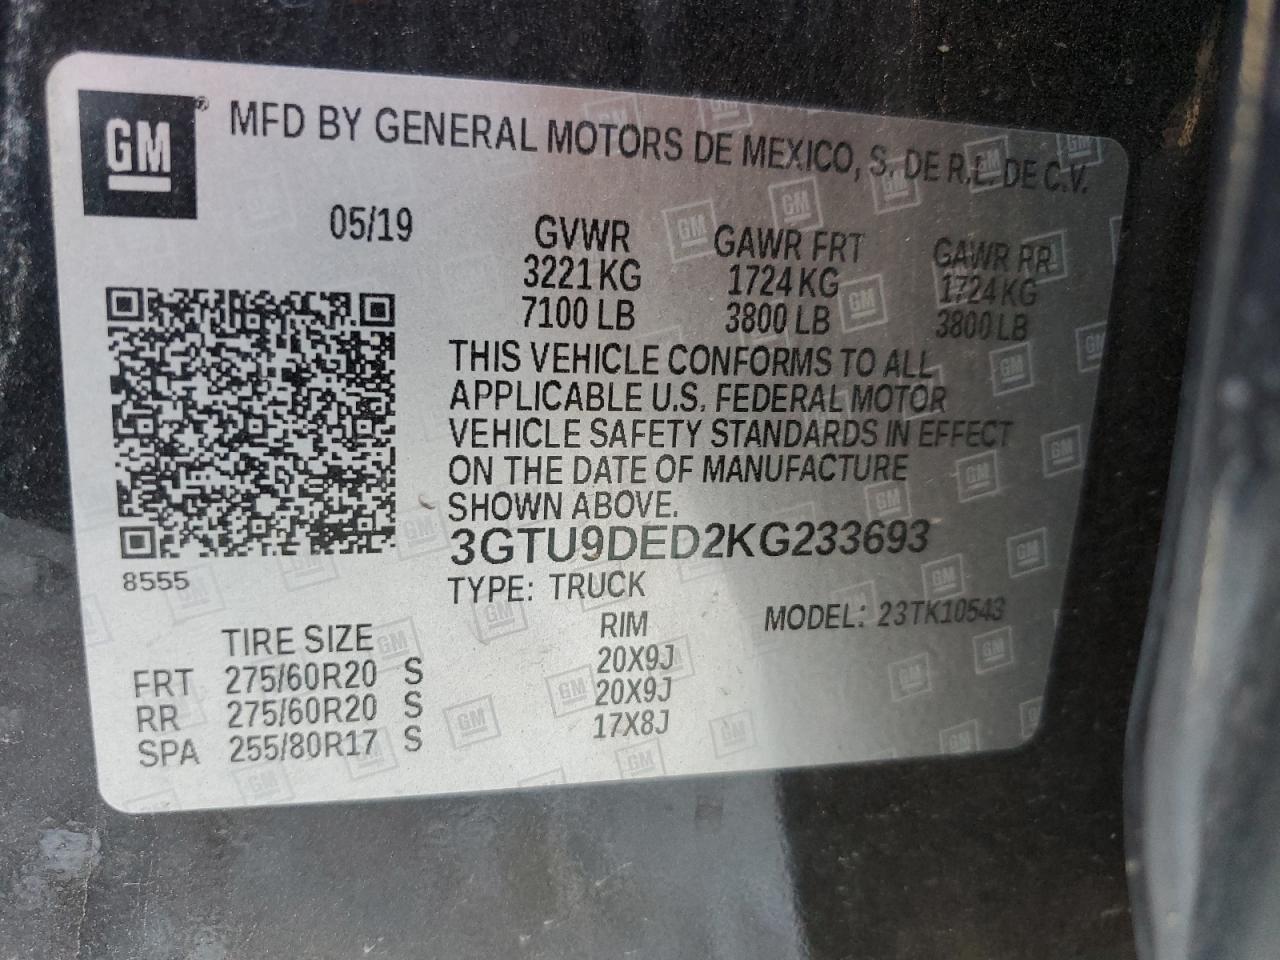 GM ® MFD BY GENERAL MOTORS DE MEXICO, S. DE R.L. DE C.V.
05/19 GVWR GAWR FRT GAWR RR
3221 KG 1724 KG 1724 KG
7100 LB 3800 LB 3800 LB
THIS VEHICLE CONFORMS TO ALL
APPLICABLE U.S. FEDERAL MOTOR
VEHICLE SAFETY STANDARDS IN EFFECT
ON THE DATE OF MANUFACTURE
SHOWN ABOVE.
3GTU9DED2KG233693
8555
TYPE: TRUCK MODEL: 23TK10543
TIRE SIZE RIM
FRT 275/60R20 S 20X9J
RR 275/60R20 S 20X9J
SPA 255/80R17 S 17X8J